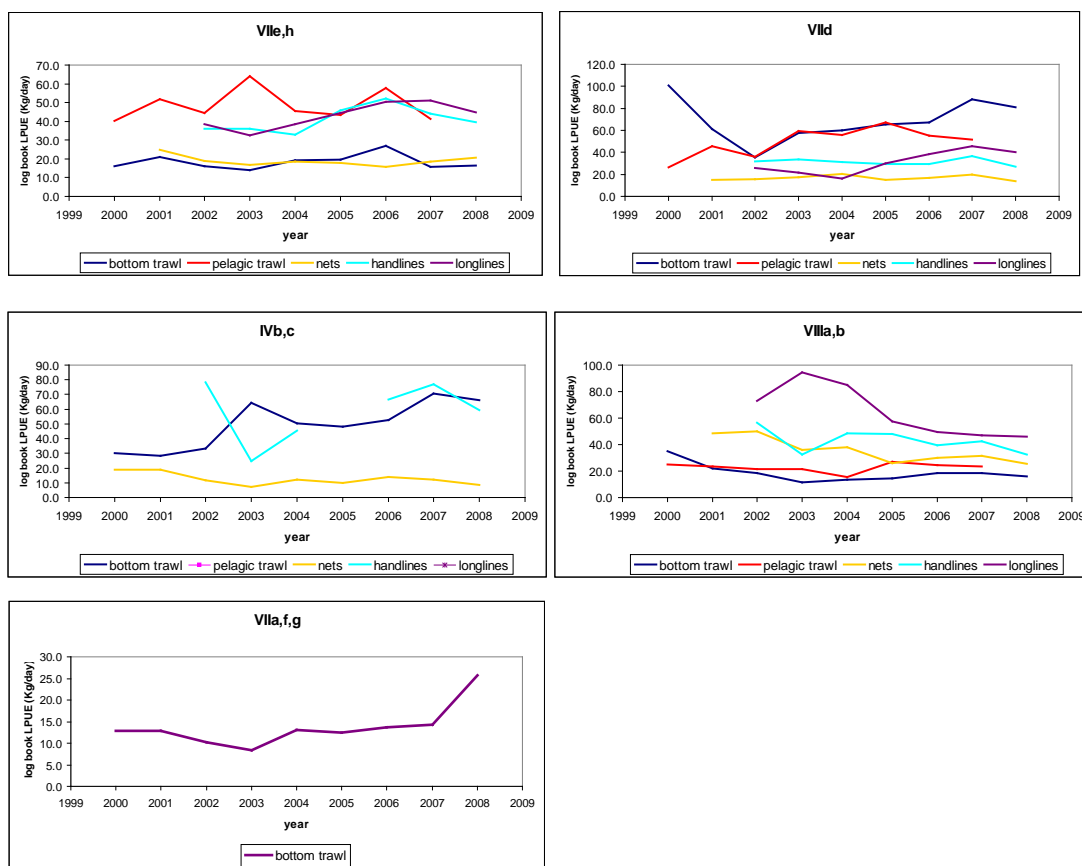 VIIe,h
log book LPUE (Kg/day)
70.0
60.0
50.0
40.0
30.0
20.0
10.0
0.0
1999 2000 2001 2002 2003 2004 2005 2006 2007 2008 2009
year
bottom trawl pelagic trawl nets handlines longlines
VIId
log book LPUE (Kg/day)
120.0
100.0
80.0
60.0
40.0
20.0
0.0
1999 2000 2001 2002 2003 2004 2005 2006 2007 2008 2009
year
bottom trawl pelagic trawl nets handlines longlines
IVb,c
log book LPUE (Kg/day)
90.0
80.0
70.0
60.0
50.0
40.0
30.0
20.0
10.0
0.0
1999 2000 2001 2002 2003 2004 2005 2006 2007 2008 2009
year
bottom trawl pelagic trawl nets handlines longlines
VIIIa,b
log book LPUE (Kg/day)
100.0
80.0
60.0
40.0
20.0
0.0
1999 2000 2001 2002 2003 2004 2005 2006 2007 2008 2009
year
bottom trawl pelagic trawl nets handlines longlines
VIIa,f,g
log book LPUE (Kg/day)
30.0
25.0
20.0
15.0
10.0
5.0
0.0
1999 2000 2001 2002 2003 2004 2005 2006 2007 2008 2009
year
bottom trawl